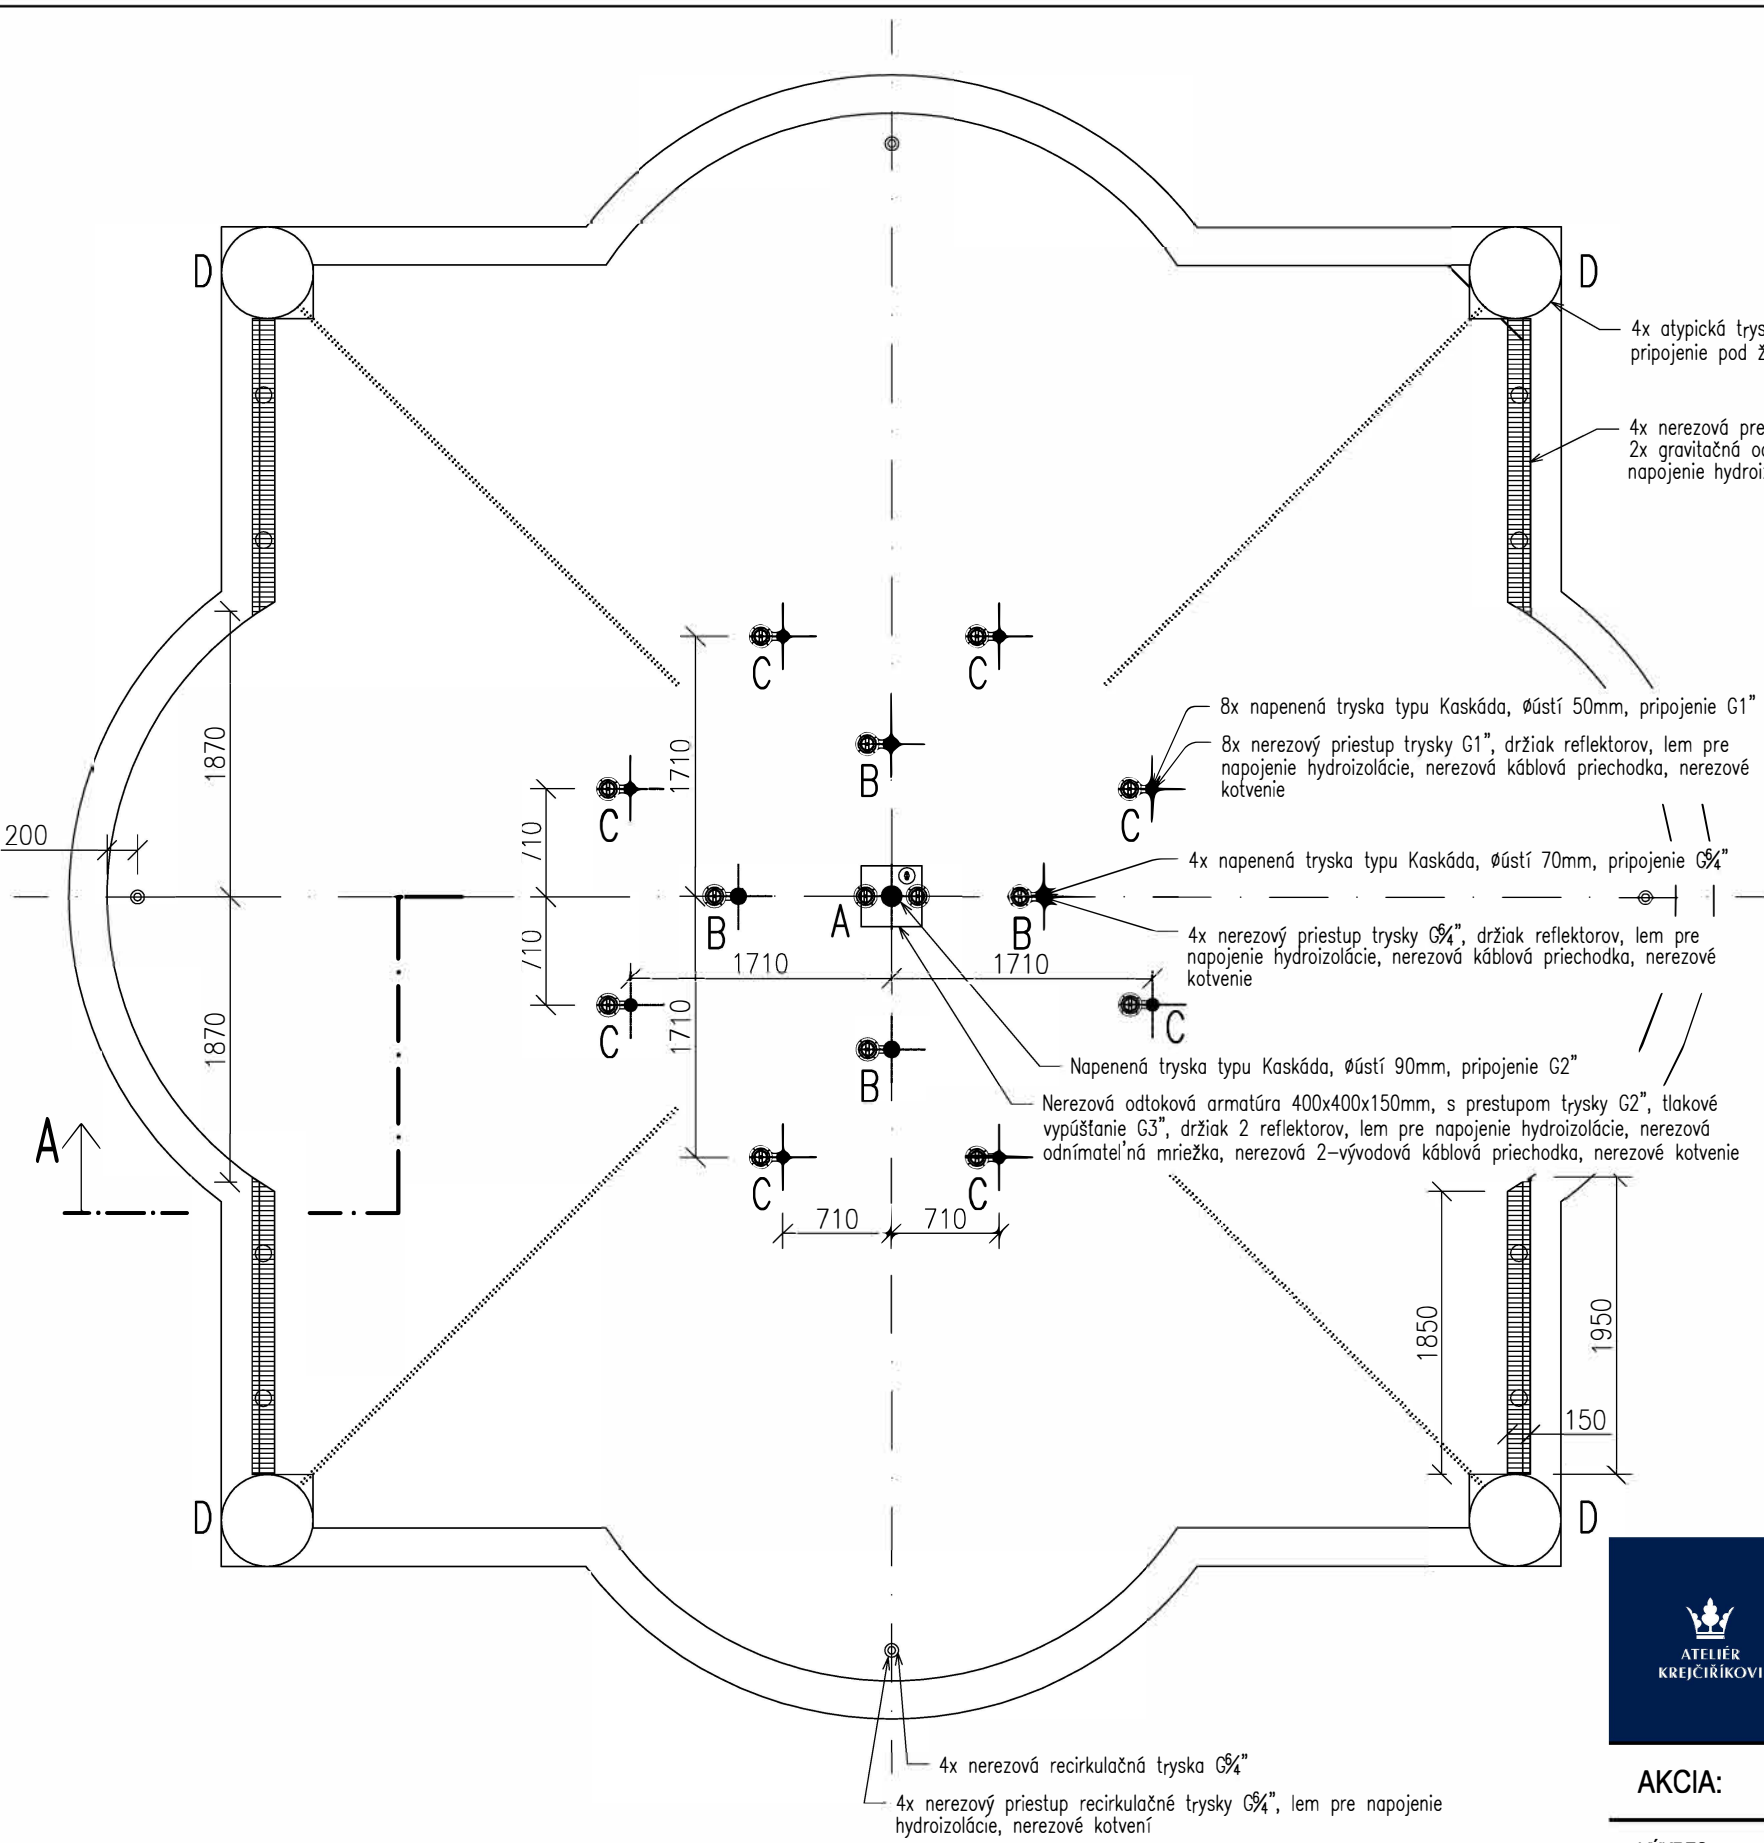 D
D
4x atypická trys
pripojenie pod ž
4x nerezová pre
2x gravitačná
napojenie
C
C
1870
1710
8x napenená tryska typu Kaskáda, Øústí 50mm, pripojenie G1"
8x nerezový priestup trysky G1", držiak reflektorov, lem pre
napojenie hydroizolácie, nerezová káblová priechodka, nerezové
kotvenie
B
C
C
710
200
4x napenená tryska typu Kaskáda, Øústí 70mm, pripojenie G6/4"
B
A
B
4x nerezový priestup trysky G6/4", držiak reflektorov, lem pre
napojenie hydroizolácie, nerezová káblová priechodka, nerezové
kotvenie
710
1710
1710
1870
1710
C
C
Napenená tryska typu Kaskáda, Øústí 90mm, pripojenie G2"
B
Nerezová odtoková armatúra 400x400x150mm, s prestupom trysky G2", tlakové
vypúšťanie G3", držiak 2 reflektorov, lem pre napojenie hydroizolácie, nerezová
odnímateľná mriežka, nerezová 2-vývodová káblová priechodka, nerezové kotvenie
A
C
C
710
710
1850
1950
150
D
D
ATELIÉR
KREJČIŘÍKOVI
4x nerezová recirkulačná tryska G6/4"
4x nerezový priestup recirkulačné trysky G6/4", lem pre napojenie
hydroizolácie, nerezové kotvení
AKCIA: